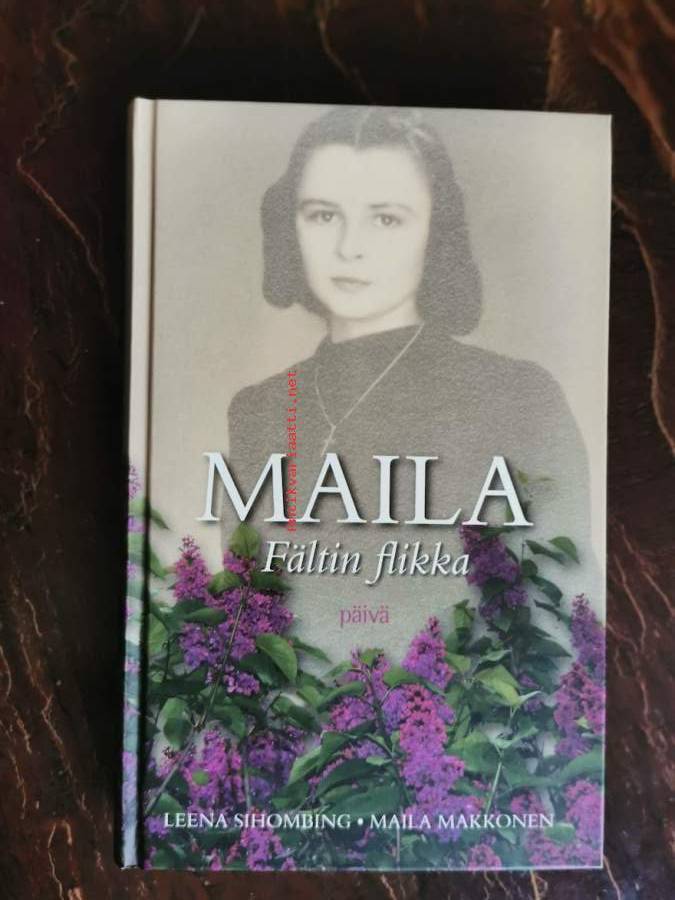 MAILA
Fältin flikka
päivä
LEENA SIHOMBING • MAILA MAKKONEN